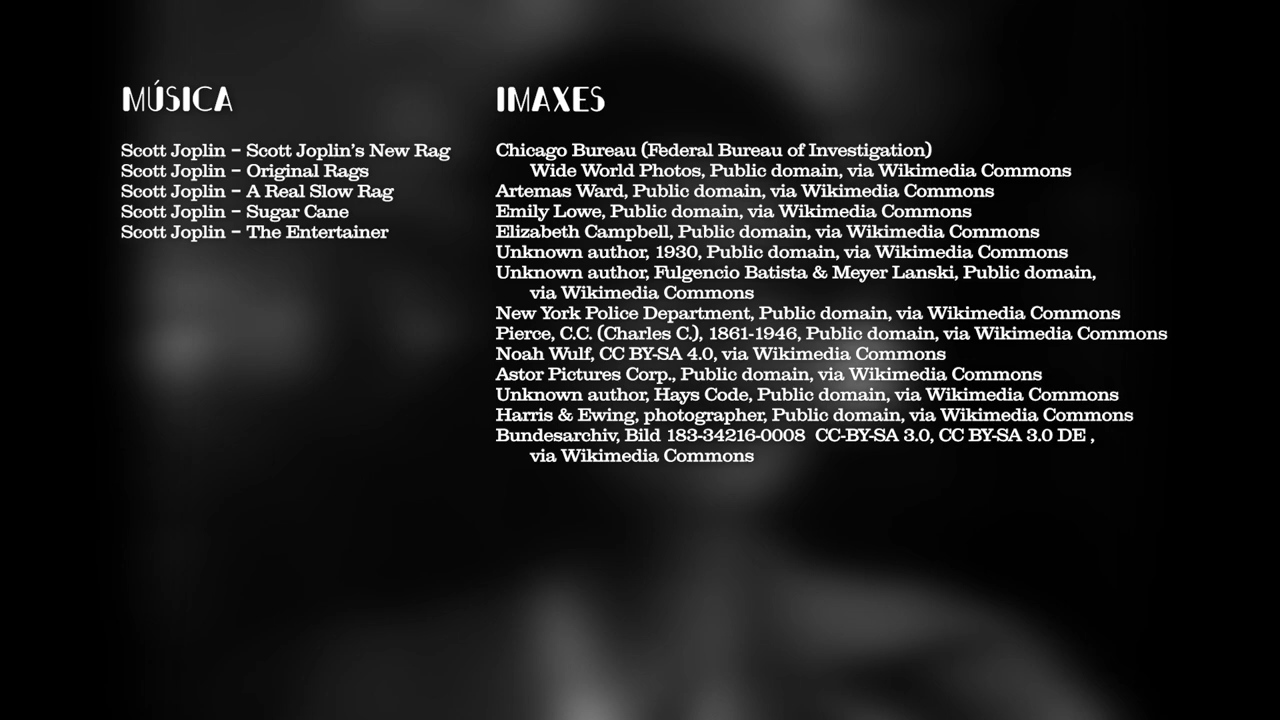 MÚSICA
Scott Joplin – Scott Joplin's New Rag
Scott Joplin – Original Rags
Scott Joplin – A Real Slow Rag
Scott Joplin – Sugar Cane
Scott Joplin – The Entertainer
IMAXES
Chicago Bureau (Federal Bureau of Investigation)
Wide World Photos, Public domain, via Wikimedia Commons
Artemas Ward, Public domain, via Wikimedia Commons
Emily Lowe, Public domain, via Wikimedia Commons
Elizabeth Campbell, Public domain, via Wikimedia Commons
Unknown author, 1930, Public domain, via Wikimedia Commons
Unknown author, Fulgencio Batista & Meyer Lanski, Public domain,
via Wikimedia Commons
New York Police Department, Public domain, via Wikimedia Commons
Pierce, C.C. (Charles C.), 1861-1946, Public domain, via Wikimedia Commons
Noah Wulf, CC BY-SA 4.0, via Wikimedia Commons
Astor Pictures Corp., Public domain, via Wikimedia Commons
Unknown author, Hays Code, Public domain, via Wikimedia Commons
Harris & Ewing, photographer, Public domain, via Wikimedia Commons
Bundesarchiv, Bild 183-34216-0008  CC-BY-SA 3.0, CC BY-SA 3.0 DE ,
via Wikimedia Commons